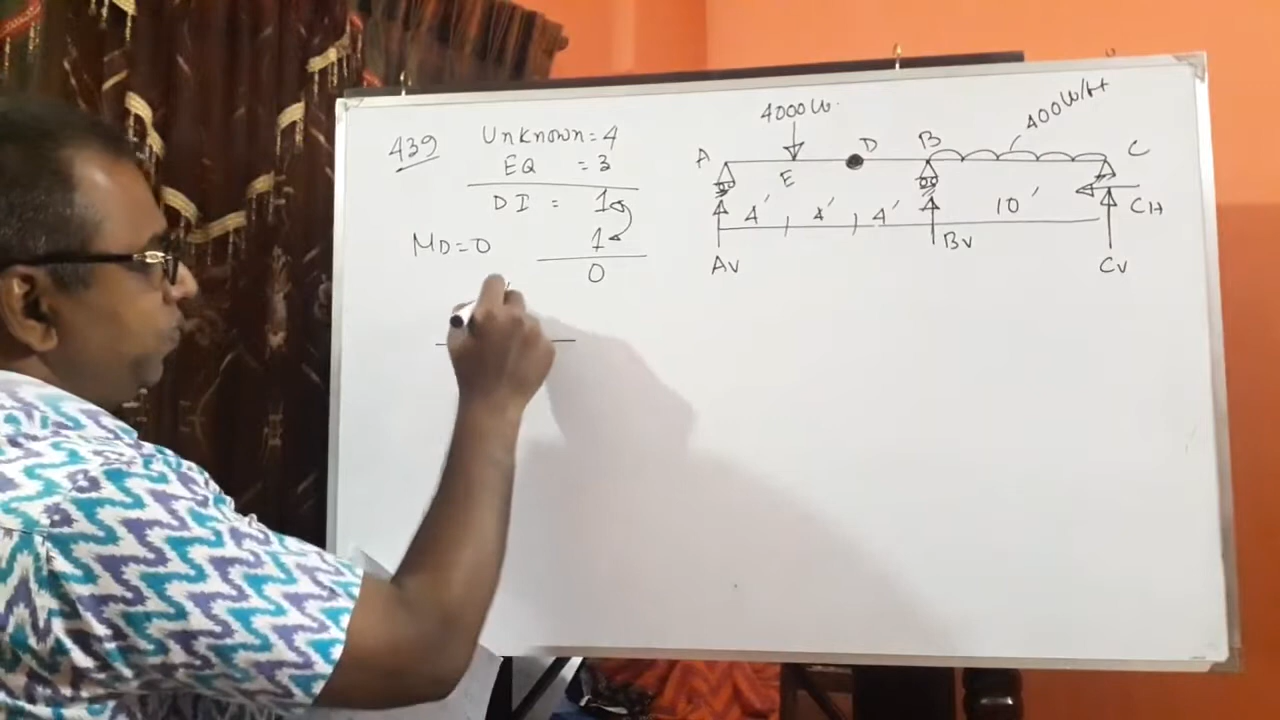 439
Unknown = 4
EQ = 3
DI = 1
MD = 0
1
0
4000 lb.
A
E
D
B
400 lb/ft
C
4' 4' 4' 10'
CH
Av
Bv
Cv